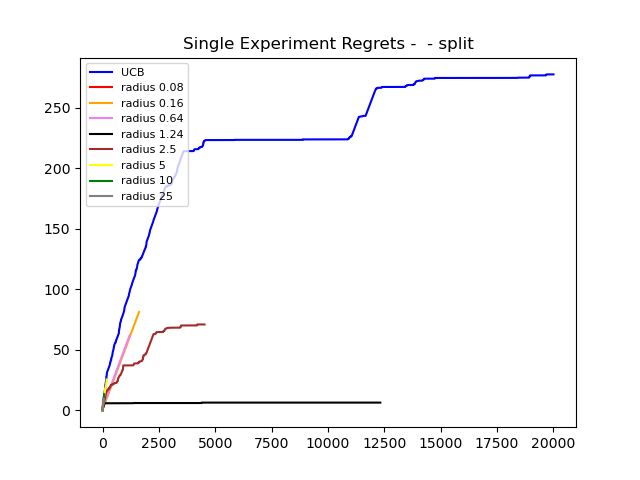 Single Experiment Regrets -  - split
UCB
radius 0.08
radius 0.16
radius 0.64
radius 1.24
radius 2.5
radius 5
radius 10
radius 25
250
200
150
100
50
0
0 2500 5000 7500 10000 12500 15000 17500 20000